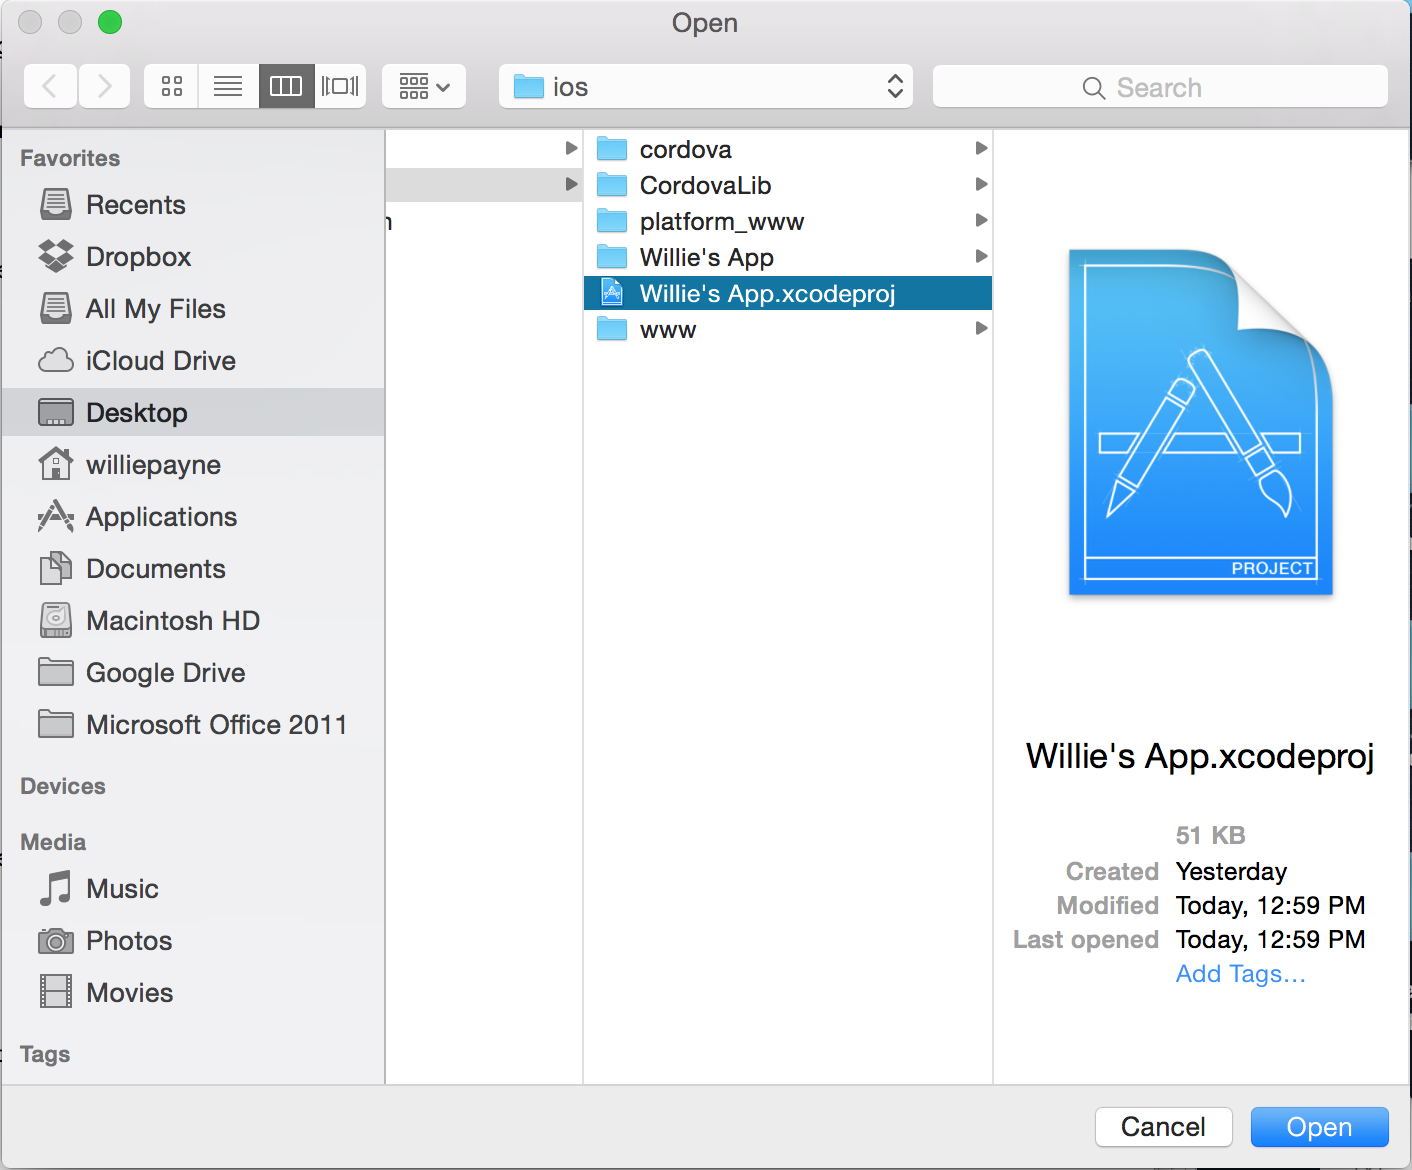 Open
ios
Search
Favorites
Recents
Dropbox
All My Files
iCloud Drive
Desktop
williepayne
Applications
Documents
Macintosh HD
Google Drive
Microsoft Office 2011
Devices
Media
Music
Photos
Movies
Tags
cordova
CordovaLib
platform_www
Willie's App
Willie's App.xcodeproj
www
PROJECT
Willie's App.xcodeproj
51 KB
Created Yesterday
Modified Today, 12:59 PM
Last opened Today, 12:59 PM
Add Tags…
Cancel
Open